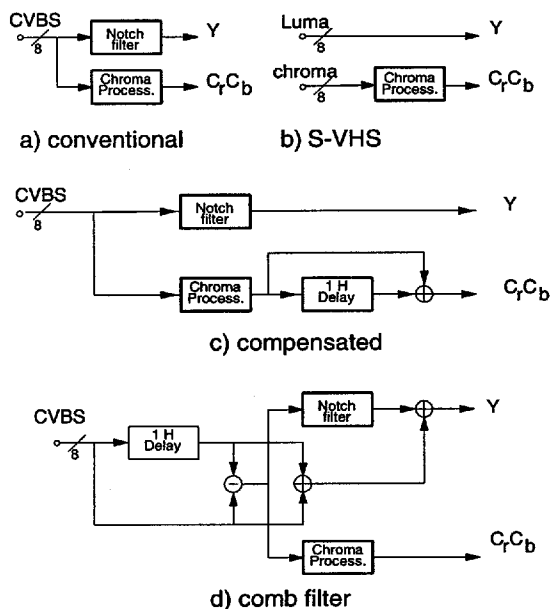 CVBS
8
Notch
filter
Y
Chroma
Process.
CrCb
a) conventional
Luma
8
Y
chroma
8
Chroma
Process.
CrCb
b) S-VHS
CVBS
8
Notch
filter
Y
Chroma
Process.
1 H
Delay
CrCb
c) compensated
CVBS
8
1 H
Delay
Notch
filter
Y
Chroma
Process.
CrCb
d) comb filter